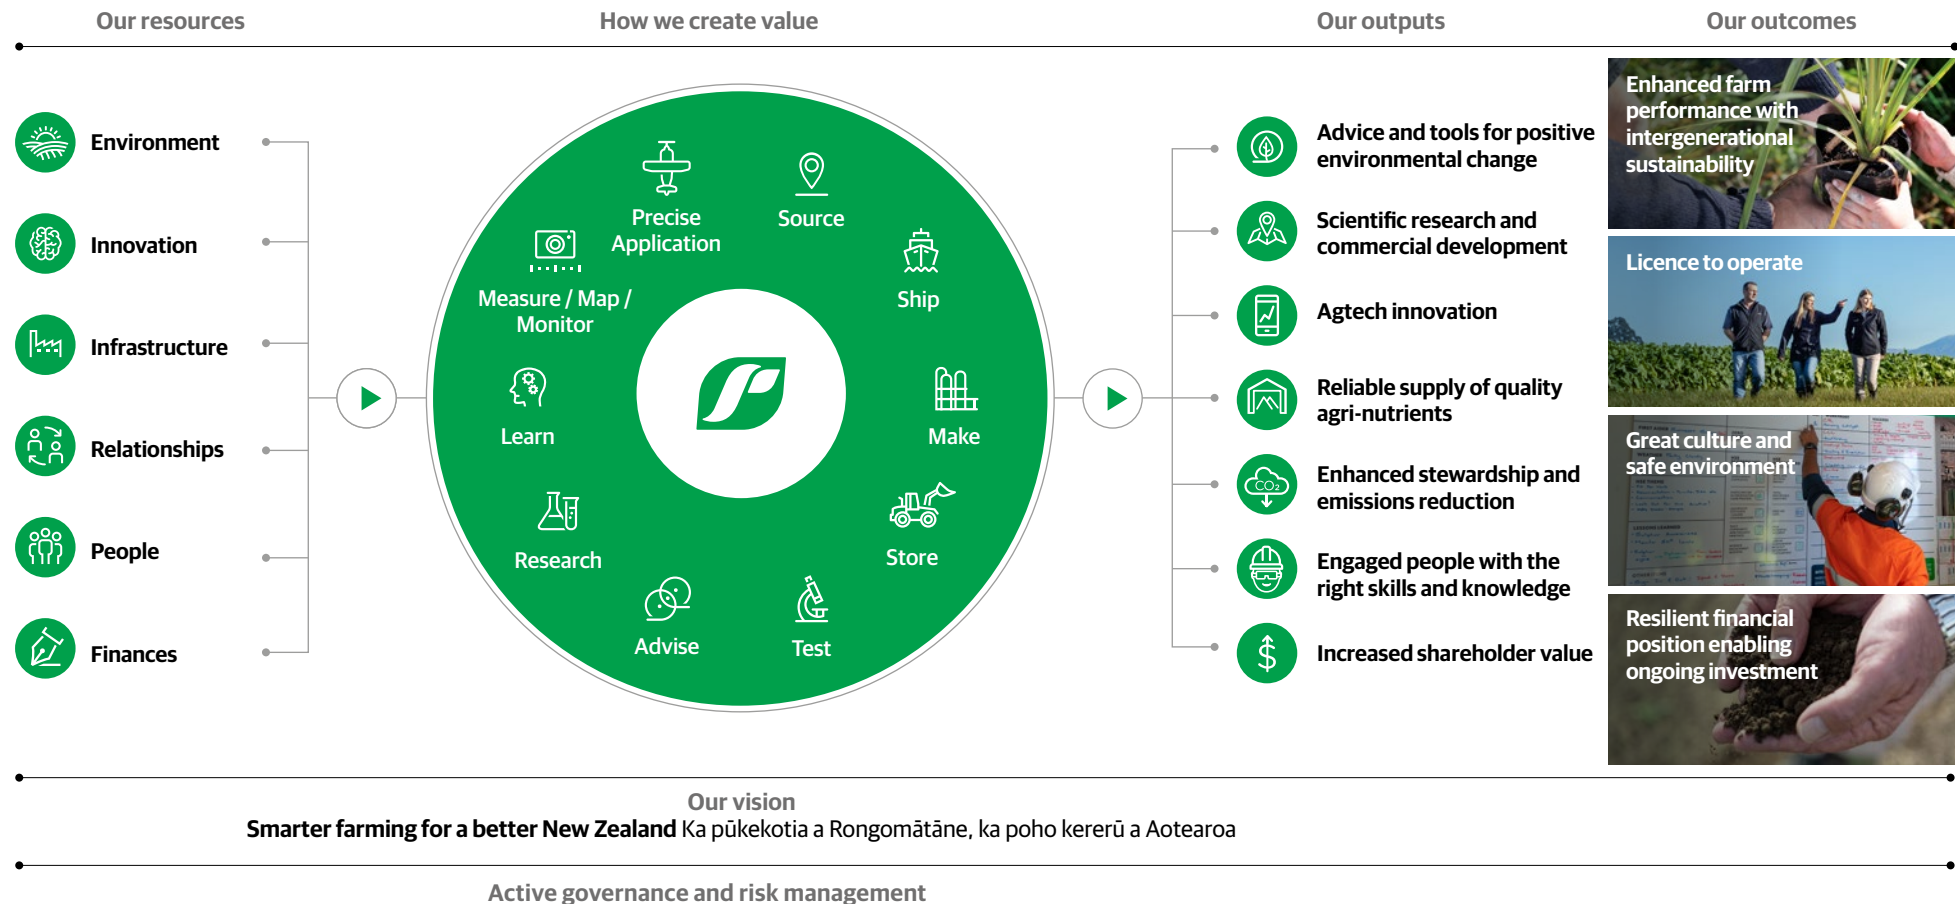 Our resources
How we create value
Our outputs
Our outcomes
Environment
Innovation
Infrastructure
Relationships
People
Finances
Precise
Application
Source
Ship
Make
Store
Test
Advise
Research
Learn
Measure / Map /
Monitor
Advice and tools for positive
environmental change
Scientific research and
commercial development
Agtech innovation
Reliable supply of quality
agri-nutrients
CO2
Enhanced stewardship and
emissions reduction
Engaged people with the
right skills and knowledge
$
Increased shareholder value
Enhanced farm
performance with
intergenerational
sustainability
Licence to operate
Great culture and
safe environment
Resilient financial
position enabling
ongoing investment
Our vision
Smarter farming for a better New Zealand Ka pūkekotia a Rongomātāne, ka poho kererū a Aotearoa
Active governance and risk management